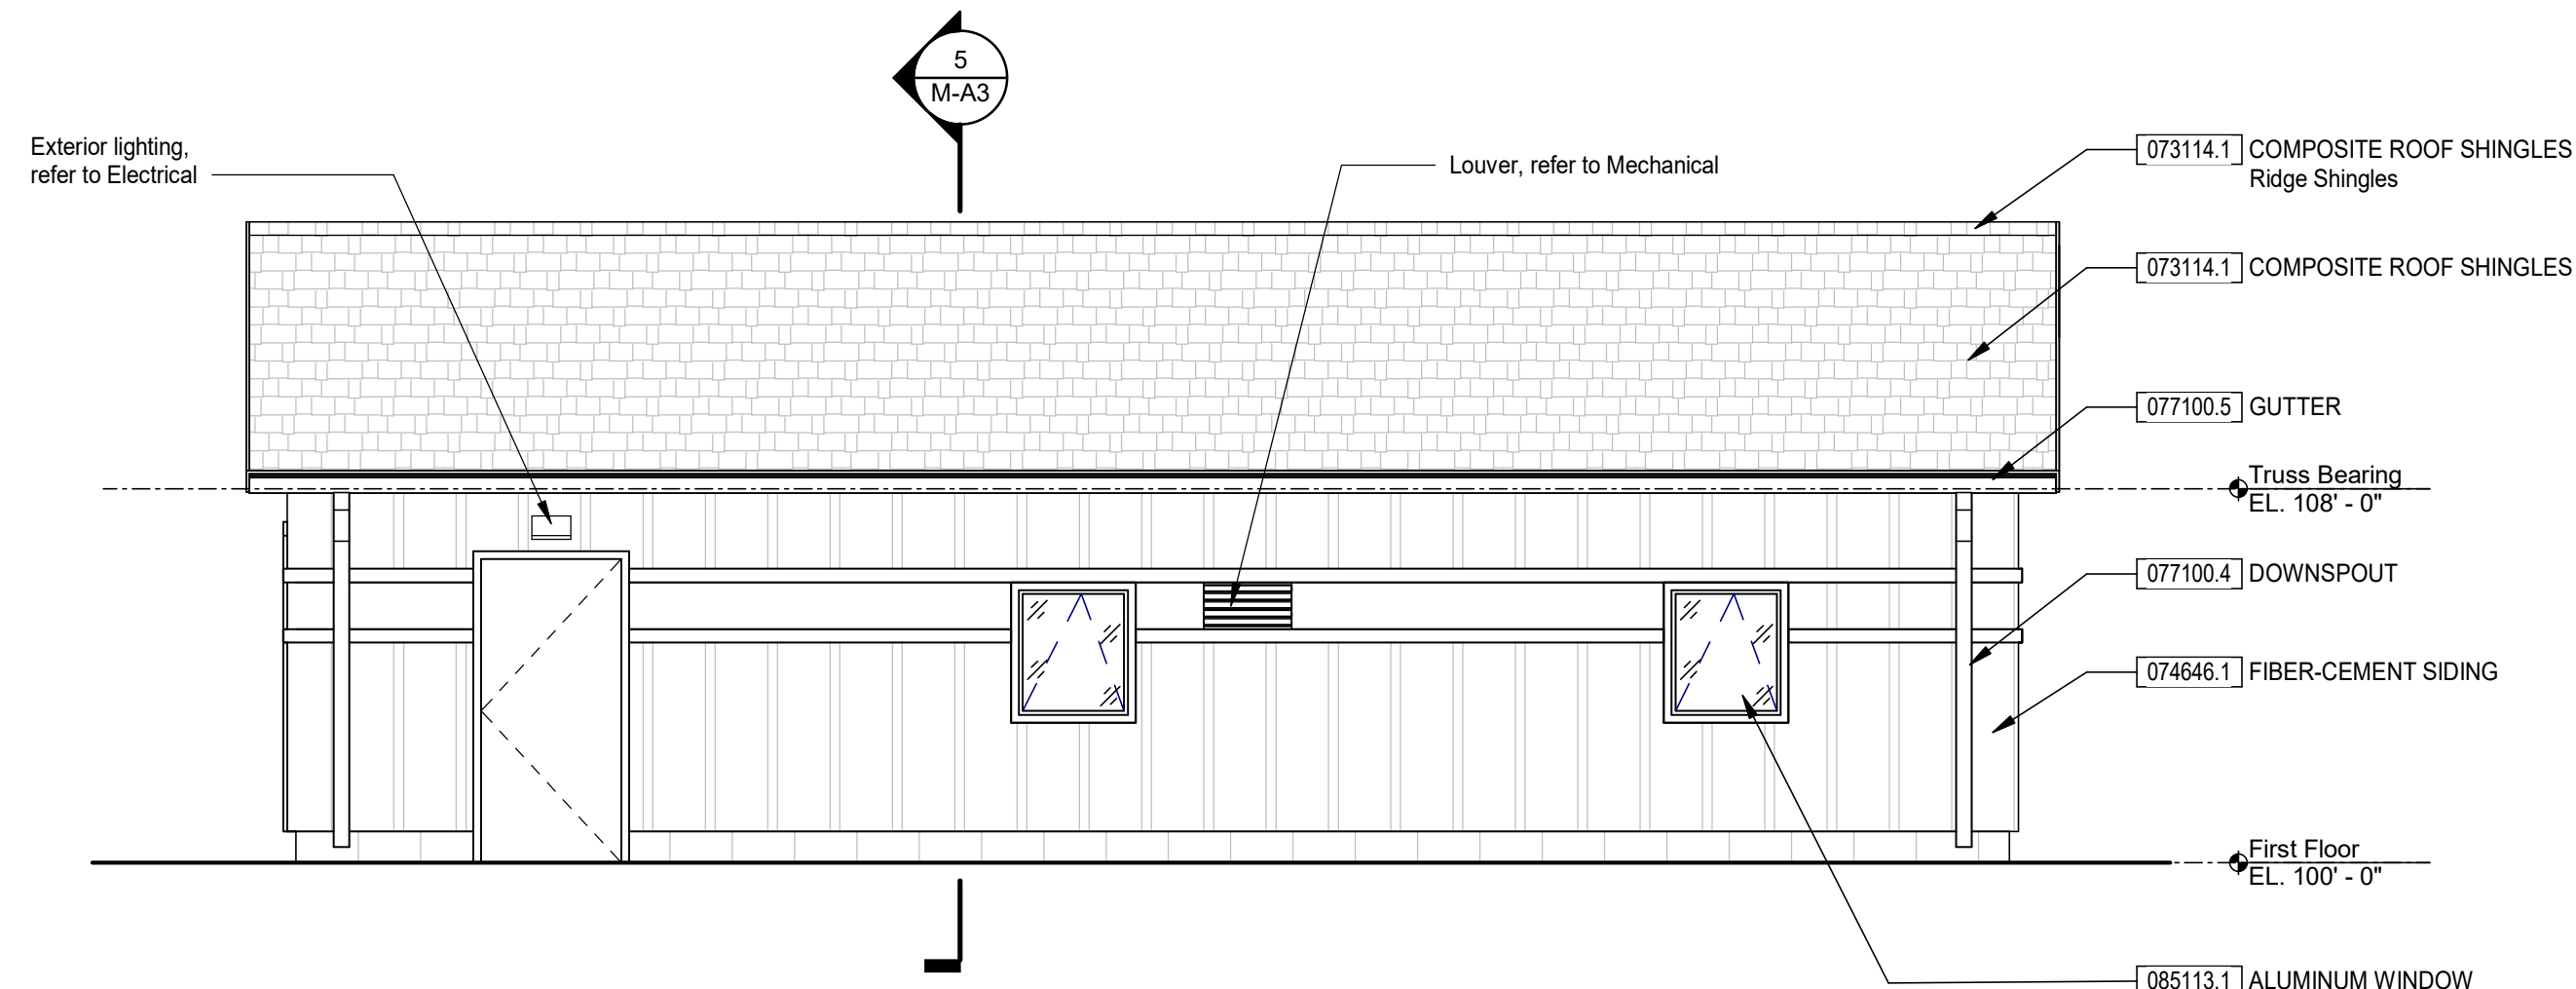 5
M-A3
Exterior lighting,
refer to Electrical
Louver, refer to Mechanical
073114.1 COMPOSITE ROOF SHINGLES
Ridge Shingles
073114.1 COMPOSITE ROOF SHINGLES
077100.5 GUTTER
Truss Bearing
EL. 108' - 0"
077100.4 DOWNSPOUT
074646.1 FIBER-CEMENT SIDING
First Floor
EL. 100' - 0"
085113.1 ALUMINUM WINDOW